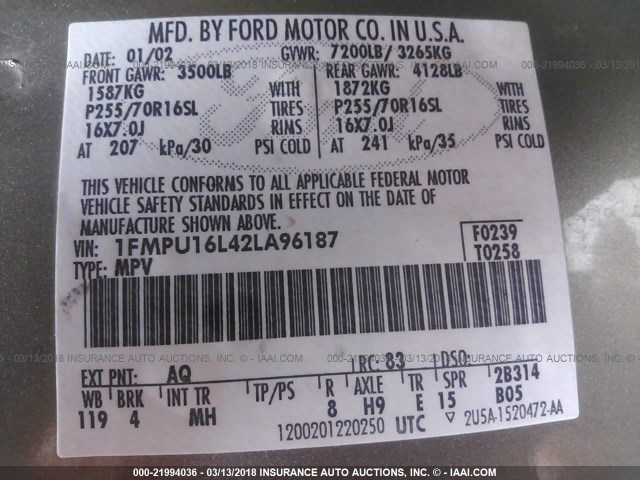 MFD. BY FORD MOTOR CO. IN U.S.A.
DATE: 01/02 GVWR: 7200LB/ 3265KG
FRONT GAWR: 3500LB REAR GAWR: 4128LB
1587KG WITH 1872KG WITH
P255/70R16SL TIRES P255/70R16SL TIRES
16X7.0J RIMS 16X7.0J RIMS
AT 207 kPa/30 PSI COLD AT 241 kPa/35 PSI COLD
THIS VEHICLE CONFORMS TO ALL APPLICABLE FEDERAL MOTOR
VEHICLE SAFETY STANDARDS IN EFFECT ON THE DATE OF
MANUFACTURE SHOWN ABOVE.
VIN: 1FMPU16L42LA96187 F0239
TYPE: MPV T0258
RC: 83 DSO:
EXT PNT: AQ 2B314
WB BRK INT TR TP/PS R AXLE TR SPR B05
119 4 MH 8 H9 E 15
1200201220250 UTC ▽ 2U5A-1520472-AA
000-21994036 - 03/13/2018 INSURANCE AUTO AUCTIONS, INC. - IAAI.COM